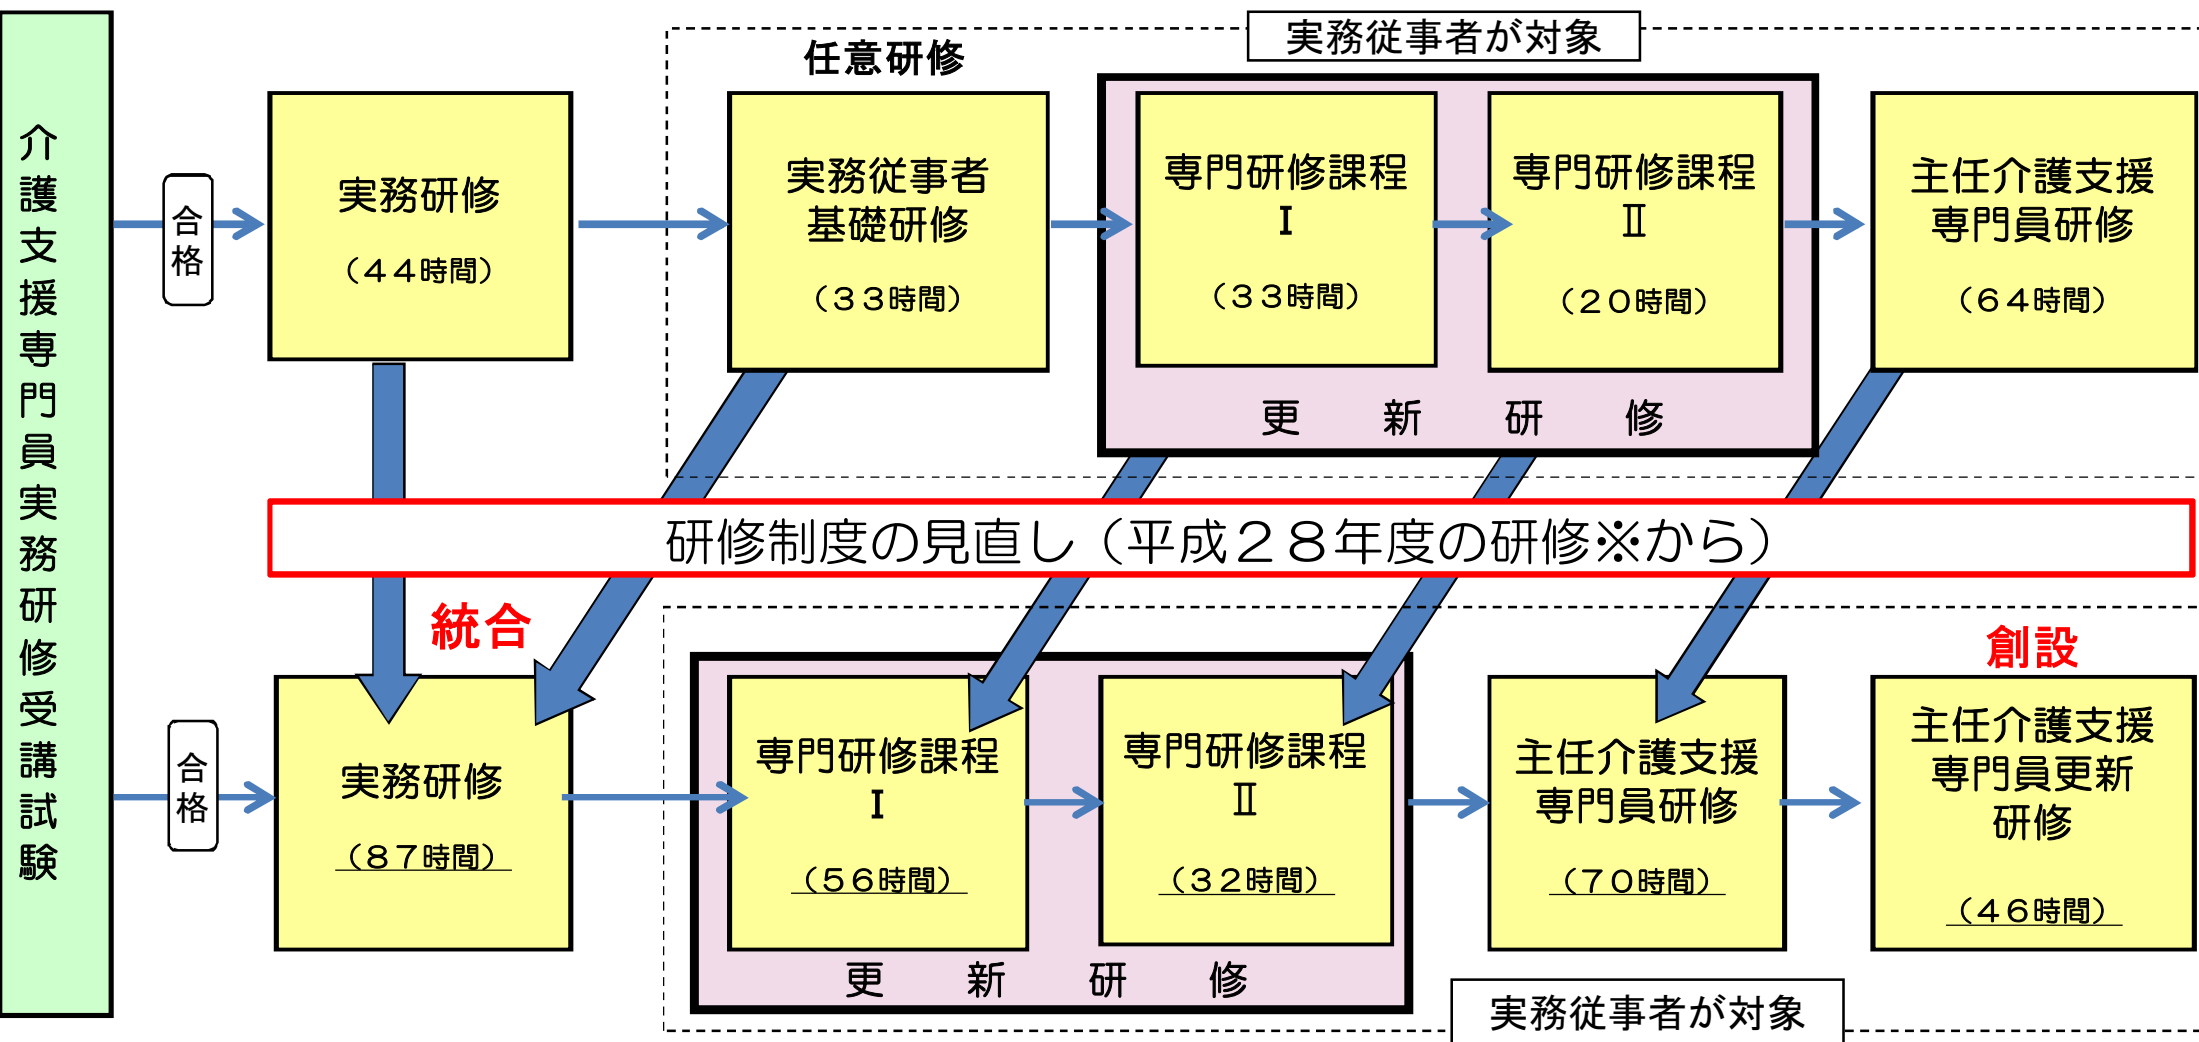 介護支援専門員実務研修受講試験
実務従事者が対象
任意研修
合格
実務研修
（４４時間）
実務従事者
基礎研修
（３３時間）
専門研修課程
Ⅰ
（３３時間）
専門研修課程
Ⅱ
（２０時間）
更新研修
主任介護支援
専門員研修
（６４時間）
研修制度の見直し（平成２８年度の研修※から）
統合
創設
合格
実務研修
（８７時間）
専門研修課程
Ⅰ
（５６時間）
専門研修課程
Ⅱ
（３２時間）
更新研修
主任介護支援
専門員研修
（７０時間）
主任介護支援
専門員更新
研修
（４６時間）
実務従事者が対象